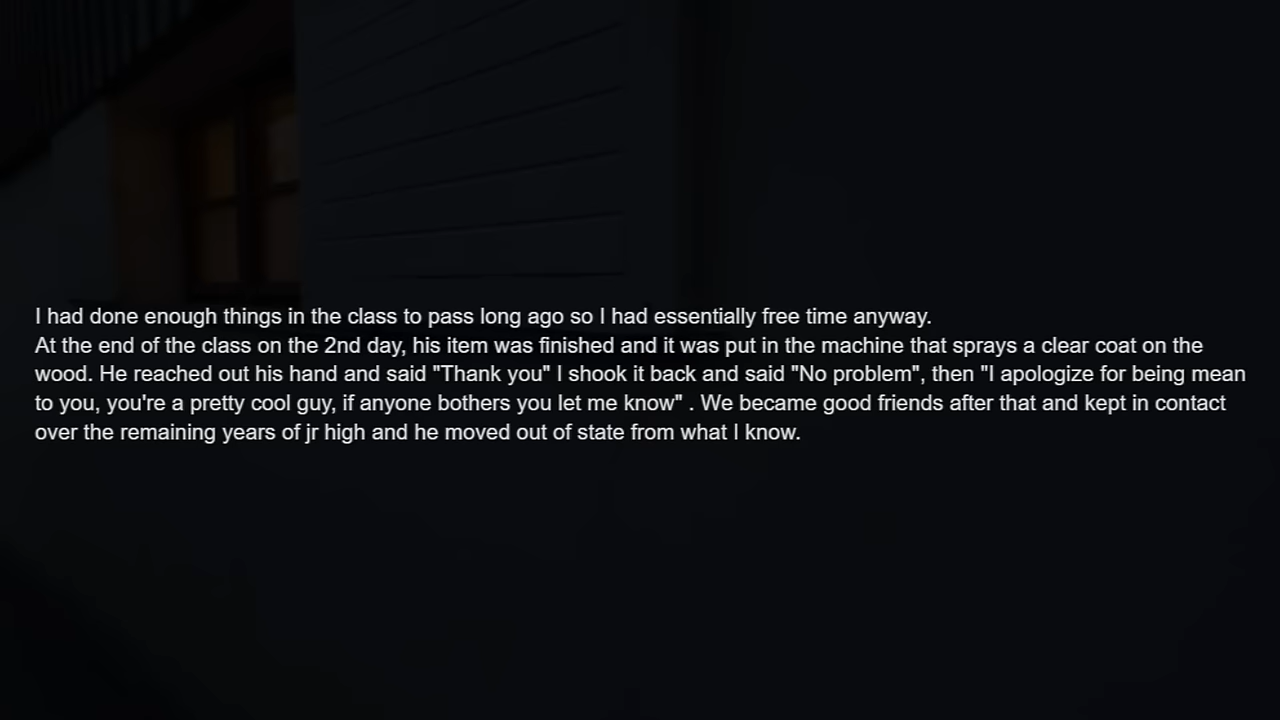 I had done enough things in the class to pass long ago so I had essentially free time anyway.
At the end of the class on the 2nd day, his item was finished and it was put in the machine that sprays a clear coat on the
wood. He reached out his hand and said "Thank you" I shook it back and said "No problem", then "I apologize for being mean
to you, you're a pretty cool guy, if anyone bothers you let me know" . We became good friends after that and kept in contact
over the remaining years of jr high and he moved out of state from what I know.